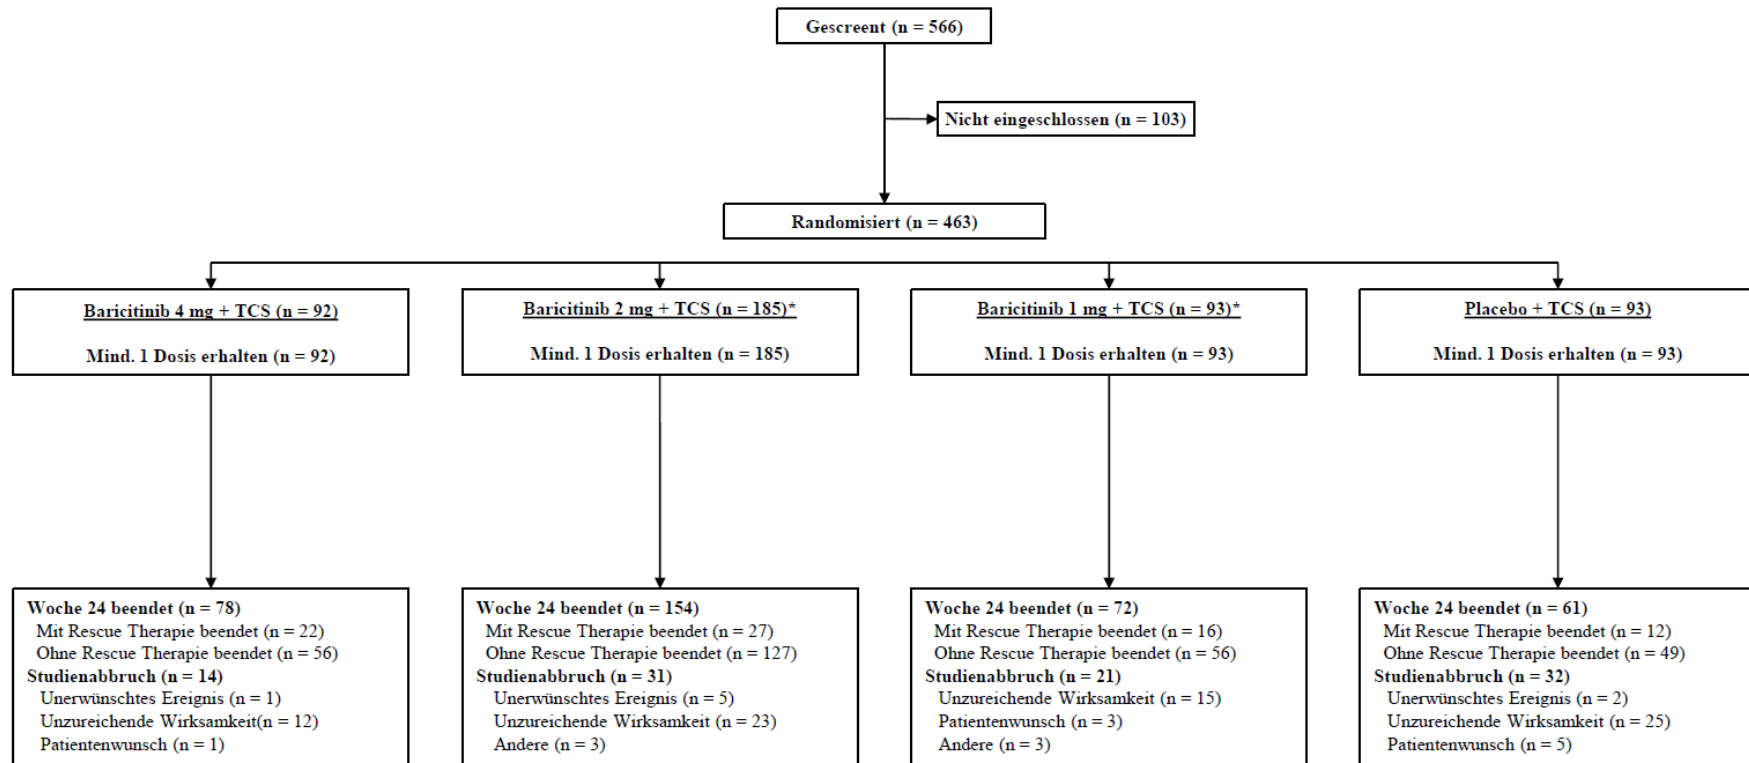 Gescreent (n = 566)
Nicht eingeschlossen (n = 103)
Randomisiert (n = 463)
Baricitinib 4 mg + TCS (n = 92)
Mind. 1 Dosis erhalten (n = 92)
Baricitinib 2 mg + TCS (n = 185)*
Mind. 1 Dosis erhalten (n = 185)
Baricitinib 1 mg + TCS (n = 93)*
Mind. 1 Dosis erhalten (n = 93)
Placebo + TCS (n = 93)
Mind. 1 Dosis erhalten (n = 93)
Woche 24 beendet (n = 78)
Mit Rescue Therapie beendet (n = 22)
Ohne Rescue Therapie beendet (n = 56)
Studienabbruch (n = 14)
Unerwünschtes Ereignis (n = 1)
Unzureichende Wirksamkeit(n = 12)
Patientenwunsch (n = 1)
Woche 24 beendet (n = 154)
Mit Rescue Therapie beendet (n = 27)
Ohne Rescue Therapie beendet (n = 127)
Studienabbruch (n = 31)
Unerwünschtes Ereignis (n = 5)
Unzureichende Wirksamkeit (n = 23)
Andere (n = 3)
Woche 24 beendet (n = 72)
Mit Rescue Therapie beendet (n = 16)
Ohne Rescue Therapie beendet (n = 56)
Studienabbruch (n = 21)
Unzureichende Wirksamkeit (n = 15)
Patientenwunsch (n = 3)
Andere (n = 3)
Woche 24 beendet (n = 61)
Mit Rescue Therapie beendet (n = 12)
Ohne Rescue Therapie beendet (n = 49)
Studienabbruch (n = 32)
Unerwünschtes Ereignis (n = 2)
Unzureichende Wirksamkeit (n = 25)
Patientenwunsch (n = 5)